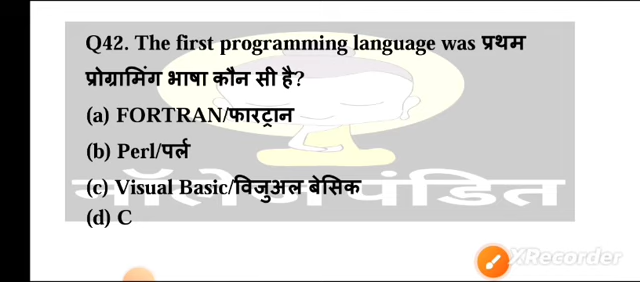 Q42. The first programming language was प्रथम
प्रोग्रामिंग भाषा कौन सी है?
(a) FORTRAN/फारट्रान
(b) Perl/पर्ल
(c) Visual Basic/विजुअल बेसिक
(d) C
नॉलेज पंडित
XRecorder